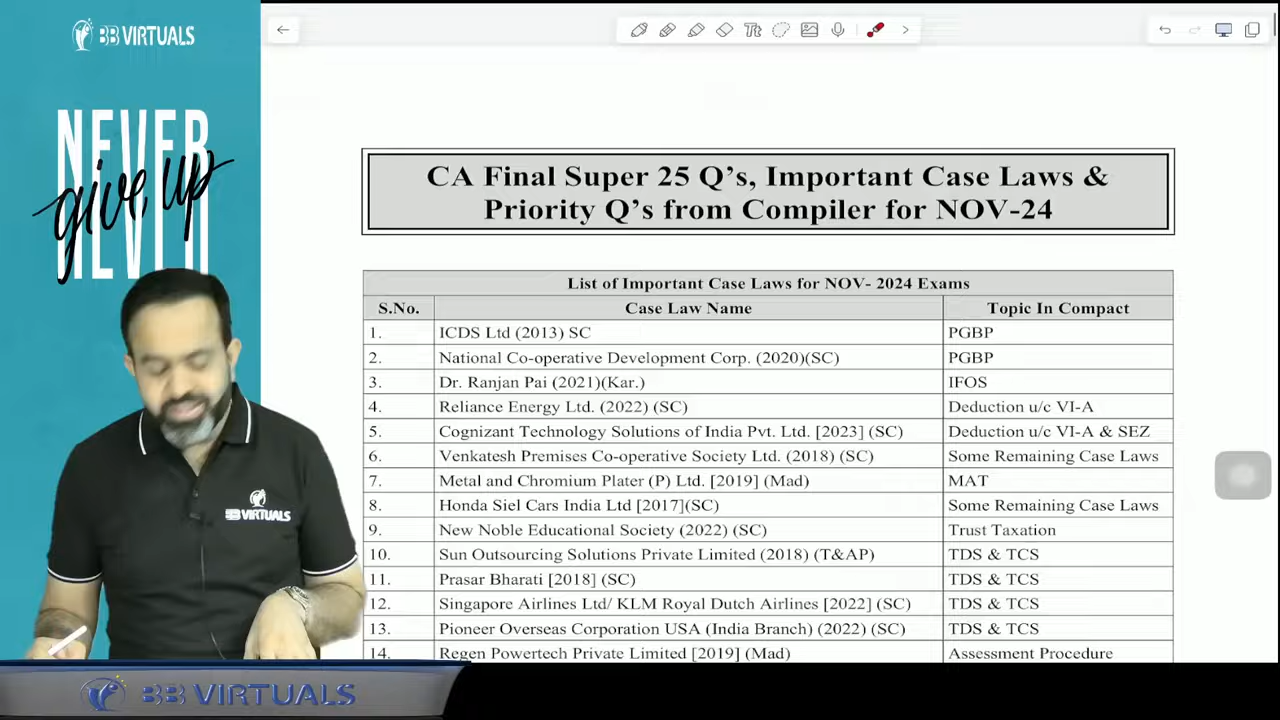 BB VIRTUALS
NEVER
give up
NEVER
BB VIRTUALS
BB VIRTUALS
Tt
CA Final Super 25 Q's, Important Case Laws &
Priority Q's from Compiler for NOV-24
List of Important Case Laws for NOV- 2024 Exams
S.No. Case Law Name Topic In Compact
1. ICDS Ltd (2013) SC PGBP
2. National Co-operative Development Corp. (2020)(SC) PGBP
3. Dr. Ranjan Pai (2021)(Kar.) IFOS
4. Reliance Energy Ltd. (2022) (SC) Deduction u/c VI-A
5. Cognizant Technology Solutions of India Pvt. Ltd. [2023] (SC) Deduction u/c VI-A & SEZ
6. Venkatesh Premises Co-operative Society Ltd. (2018) (SC) Some Remaining Case Laws
7. Metal and Chromium Plater (P) Ltd. [2019] (Mad) MAT
8. Honda Siel Cars India Ltd [2017](SC) Some Remaining Case Laws
9. New Noble Educational Society (2022) (SC) Trust Taxation
10. Sun Outsourcing Solutions Private Limited (2018) (T&AP) TDS & TCS
11. Prasar Bharati [2018] (SC) TDS & TCS
12. Singapore Airlines Ltd/ KLM Royal Dutch Airlines [2022] (SC) TDS & TCS
13. Pioneer Overseas Corporation USA (India Branch) (2022) (SC) TDS & TCS
14. Regen Powertech Private Limited [2019] (Mad) Assessment Procedure